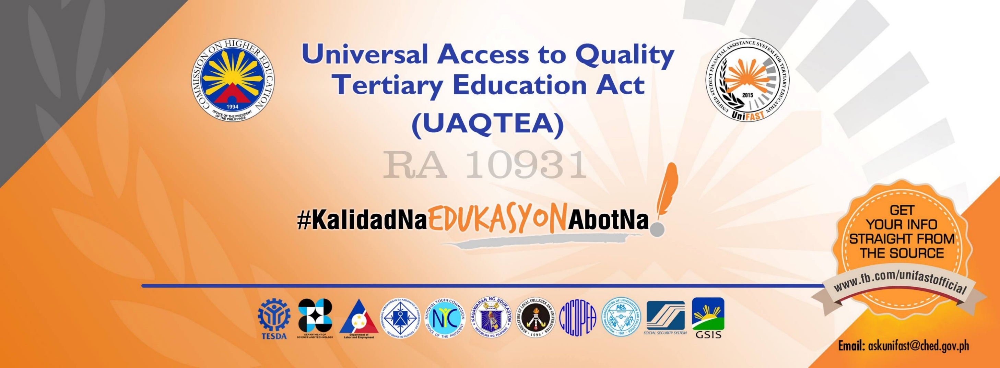 COMMISSION ON HIGHER EDUCATION
1994
OFFICE OF THE PRESIDENT
OF THE PHILIPPINES
Universal Access to Quality
Tertiary Education Act
(UAQTEA)
RA 10931
UNIFIED STUDENT FINANCIAL ASSISTANCE SYSTEM FOR TERTIARY EDUCATION
2015
UniFAST
#KalidadNaEDUKASYONAbotNa!
GET
YOUR INFO
STRAIGHT FROM
THE SOURCE
www.fb.com/unifastofficial
TESDA
DEPARTMENT OF
SCIENCE AND TECHNOLOGY
Department of
Labor and Employment
PAMBANSANG PANGASIWAAN SA KABUHAYAN AT PAGPAPAUNLAD
REPUBLIKA NG PILIPINAS
NATIONAL YOUTH COMMISSION
NYC
OFFICE OF THE PRESIDENT
KAGAWARAN NG EDUKASYON
REPUBLIKA NG PILIPINAS
ASSOCIATION OF LOCAL COLLEGES AND UNIVERSITIES
1996
COCOPEA
PHILIPPINE ASSOCIATION OF UNIVERSITIES AND COLLEGES
EDUCATION
1967
SOCIAL SECURITY SYSTEM
GSIS
Email: askunifast@ched.gov.ph